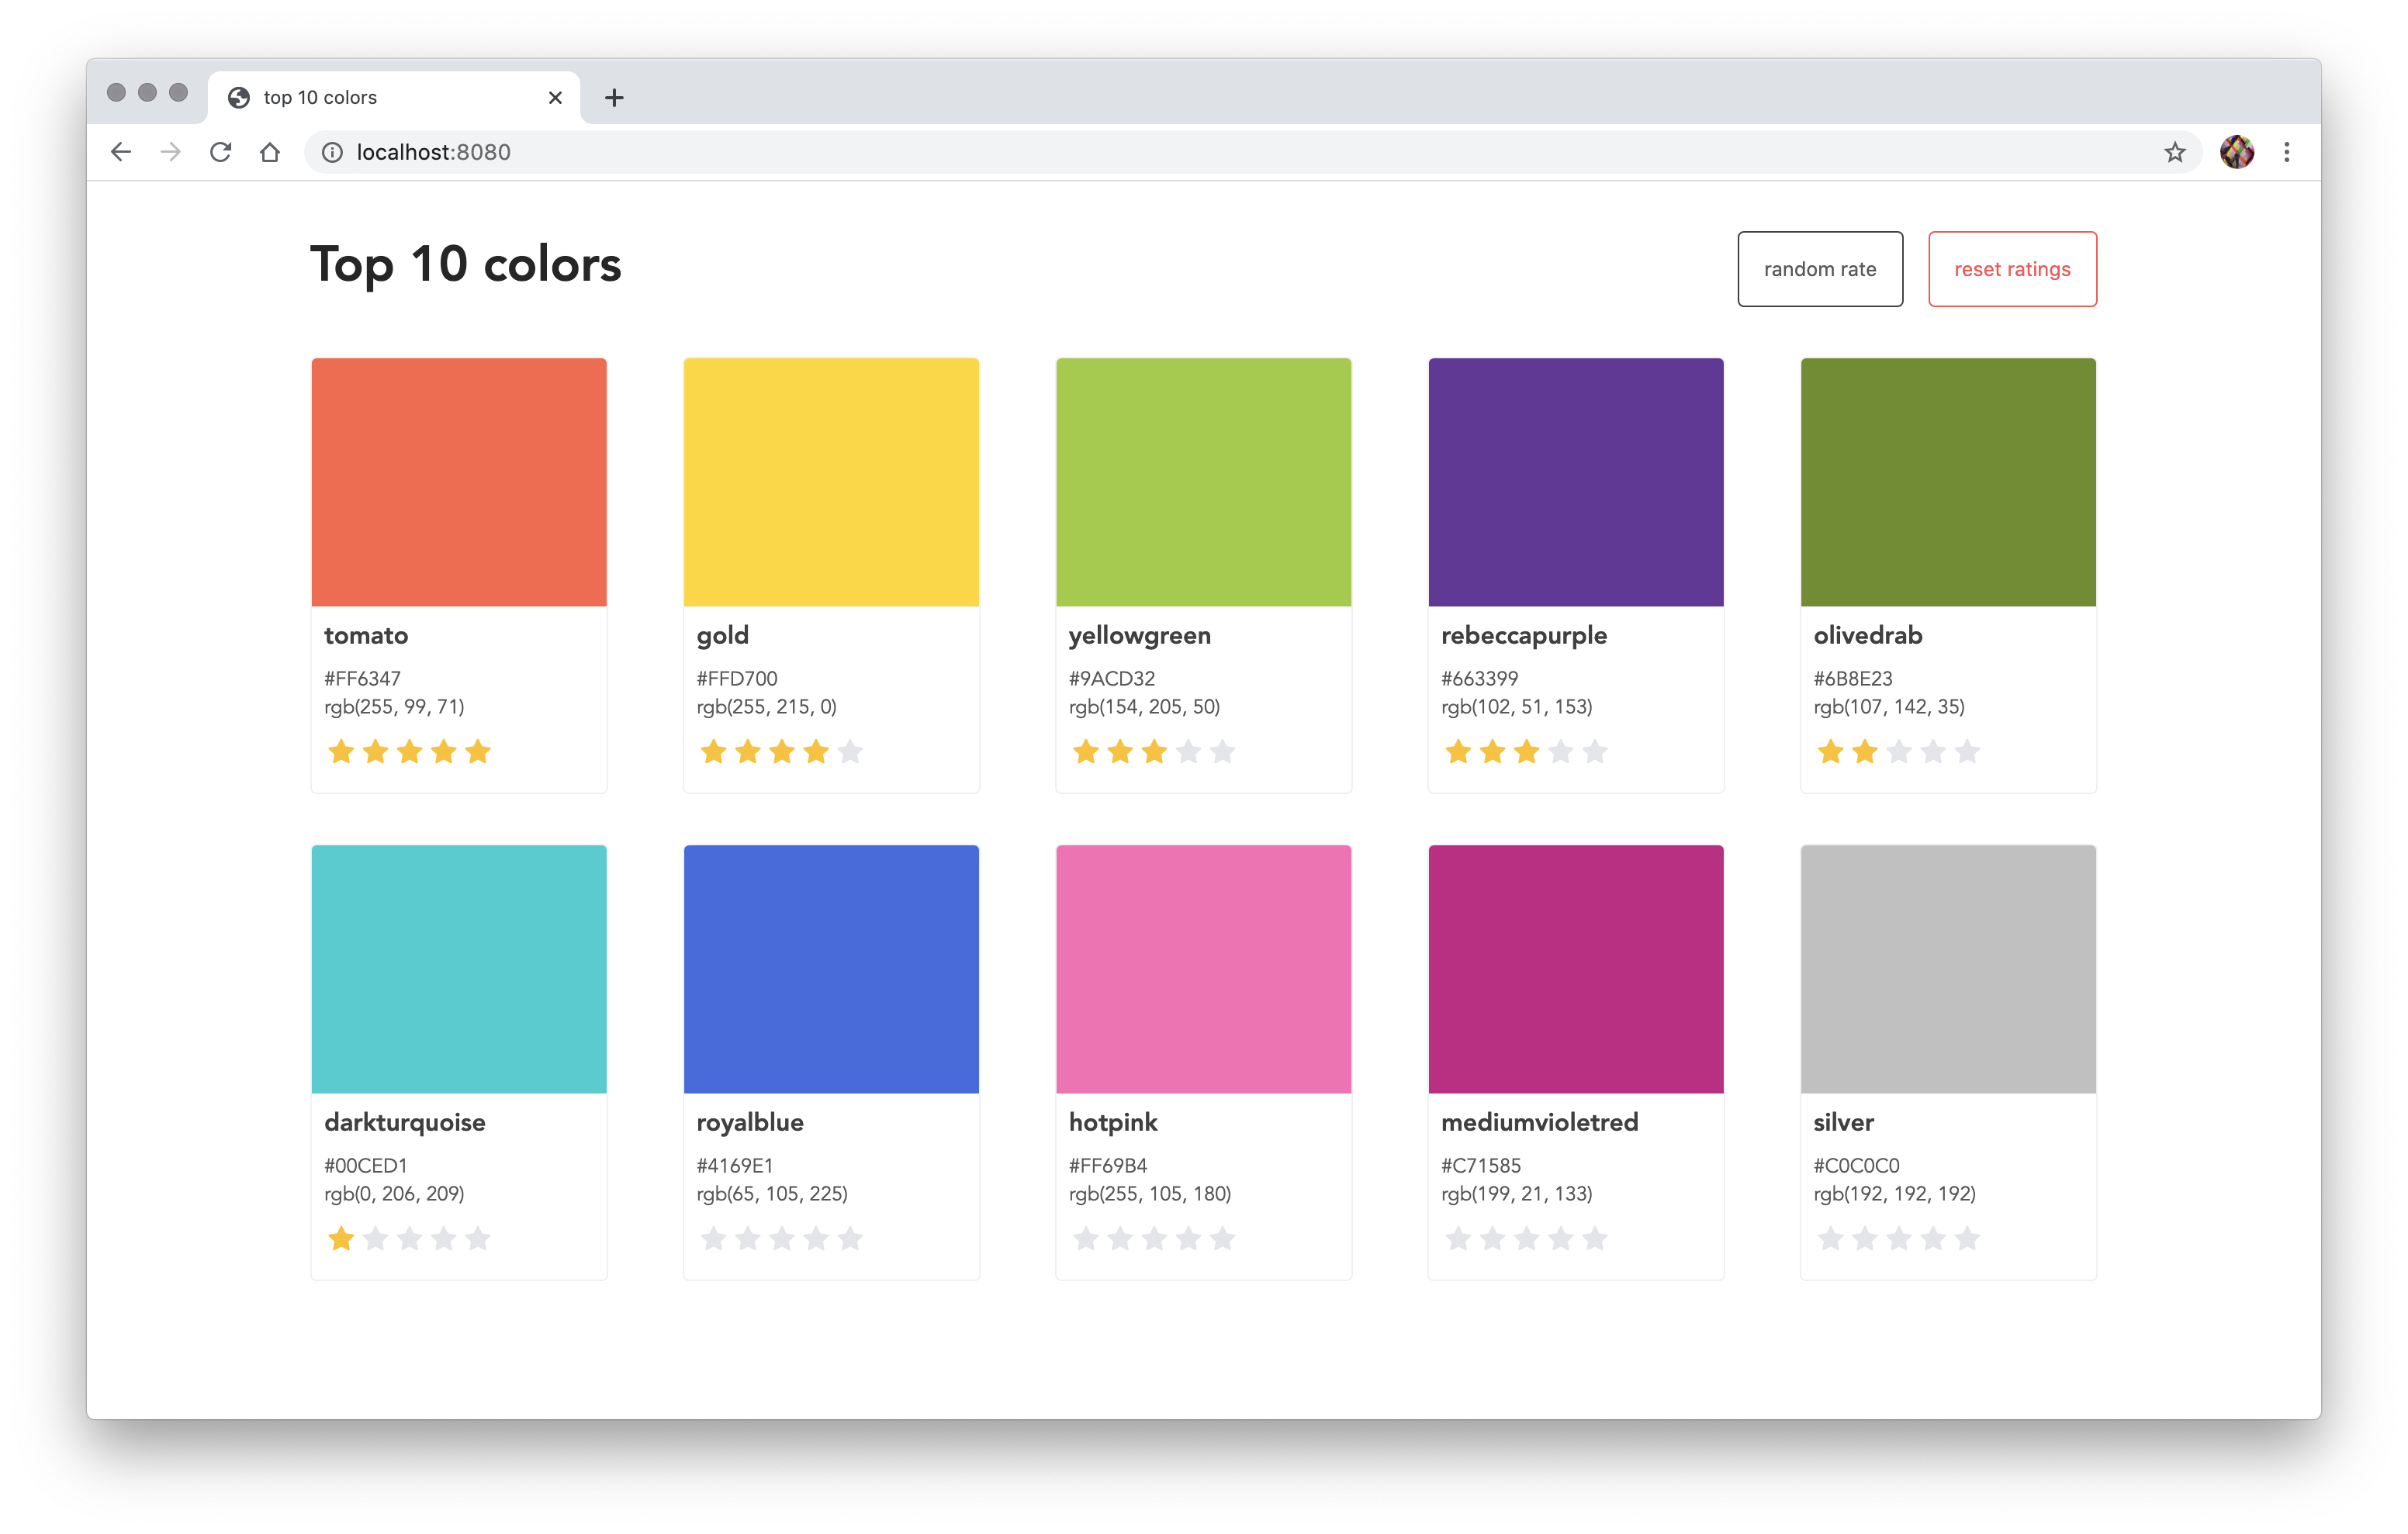 top 10 colors
localhost:8080
Top 10 colors
random rate
reset ratings
tomato
#FF6347
rgb(255, 99, 71)
gold
#FFD700
rgb(255, 215, 0)
yellowgreen
#9ACD32
rgb(154, 205, 50)
rebeccapurple
#663399
rgb(102, 51, 153)
olivedrab
#6B8E23
rgb(107, 142, 35)
darkturquoise
#00CED1
rgb(0, 206, 209)
royalblue
#4169E1
rgb(65, 105, 225)
hotpink
#FF69B4
rgb(255, 105, 180)
mediumvioletred
#C71585
rgb(199, 21, 133)
silver
#C0C0C0
rgb(192, 192, 192)